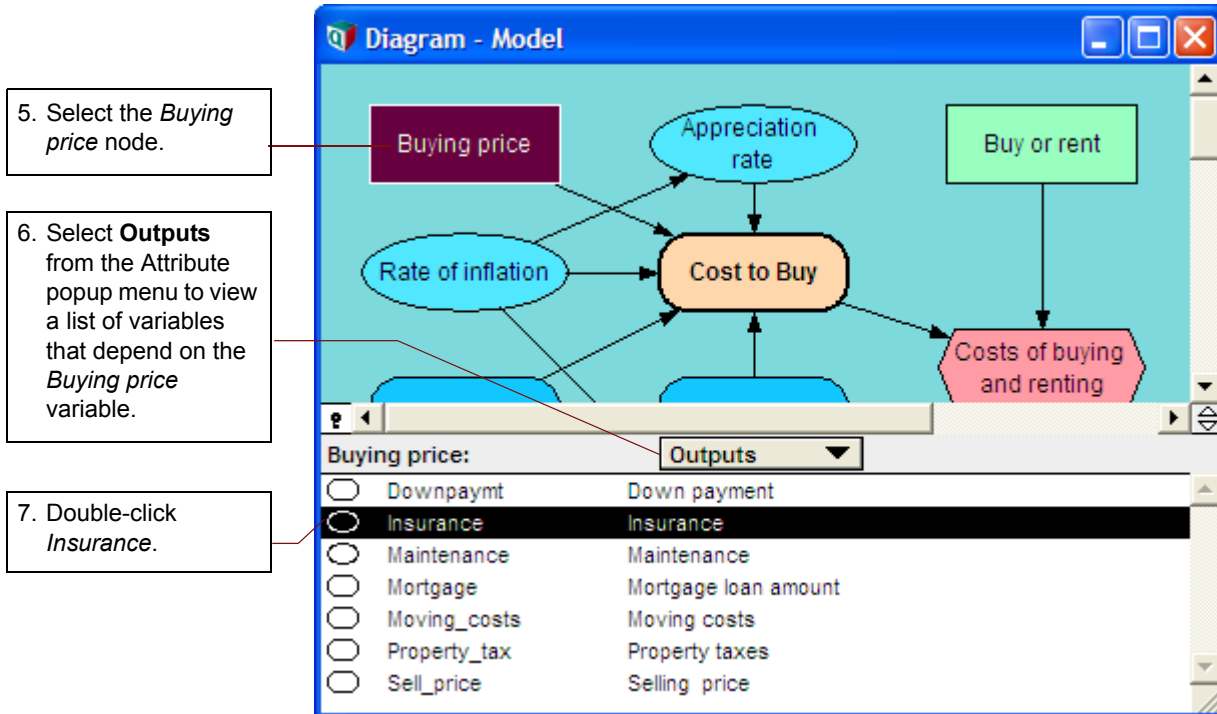 Diagram - Model
5. Select the Buying
price node.
Buying price
Appreciation
rate
Buy or rent
6. Select Outputs
from the Attribute
popup menu to view
a list of variables
that depend on the
Buying price
variable.
Rate of inflation
Cost to Buy
Costs of buying
and renting
Buying price:
Outputs
7. Double-click
Insurance.
Downpaymt Down payment
Insurance Insurance
Maintenance Maintenance
Mortgage Mortgage loan amount
Moving_costs Moving costs
Property_tax Property taxes
Sell_price Selling price